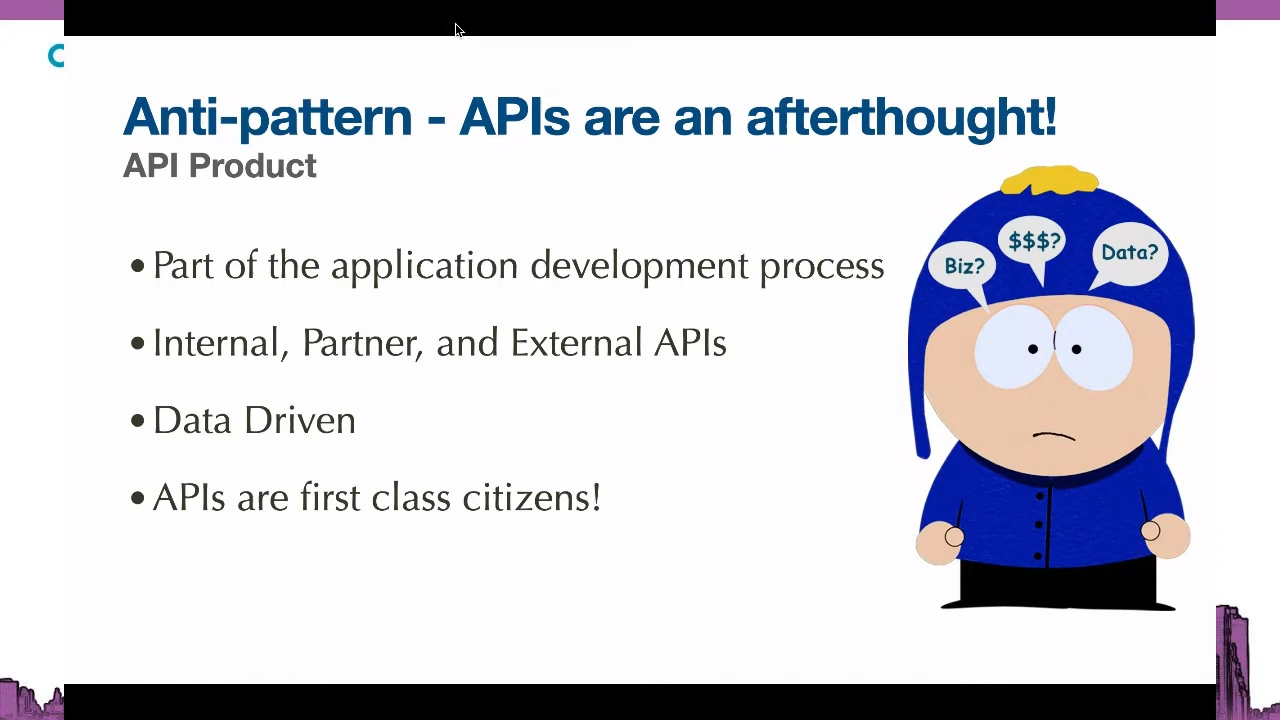 Anti-pattern - APIs are an afterthought!
API Product
• Part of the application development process
• Internal, Partner, and External APIs
• Data Driven
• APIs are first class citizens!
Biz?
$$$?
Data?